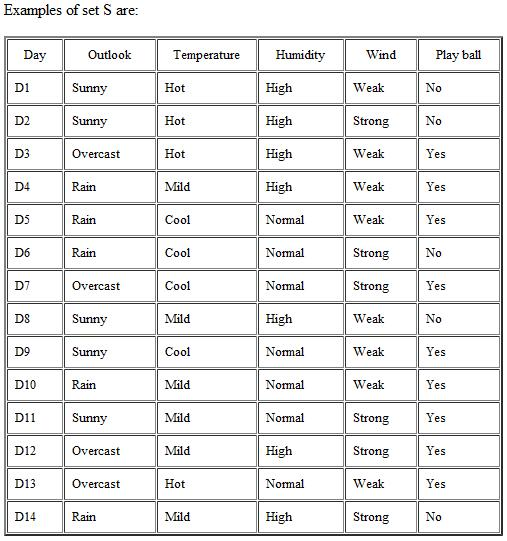 Examples of set S are:
Day Outlook Temperature Humidity Wind Play ball
D1 Sunny Hot High Weak No
D2 Sunny Hot High Strong No
D3 Overcast Hot High Weak Yes
D4 Rain Mild High Weak Yes
D5 Rain Cool Normal Weak Yes
D6 Rain Cool Normal Strong No
D7 Overcast Cool Normal Strong Yes
D8 Sunny Mild High Weak No
D9 Sunny Cool Normal Weak Yes
D10 Rain Mild Normal Weak Yes
D11 Sunny Mild Normal Strong Yes
D12 Overcast Mild High Strong Yes
D13 Overcast Hot Normal Weak Yes
D14 Rain Mild High Strong No